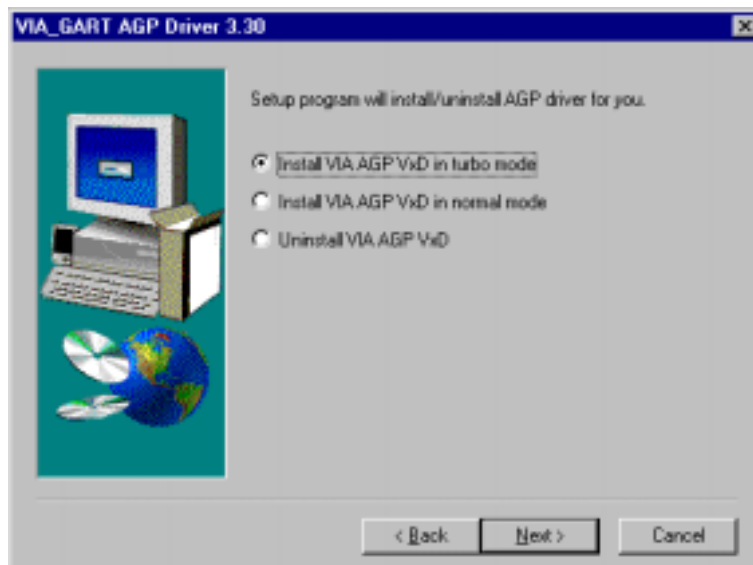 VIA_GART AGP Driver 3.30
Setup program will install/uninstall AGP driver for you.
Install VIA AGP VxD in turbo mode
Install VIA AGP VxD in normal mode
Uninstall VIA AGP VxD
< Back
Next >
Cancel